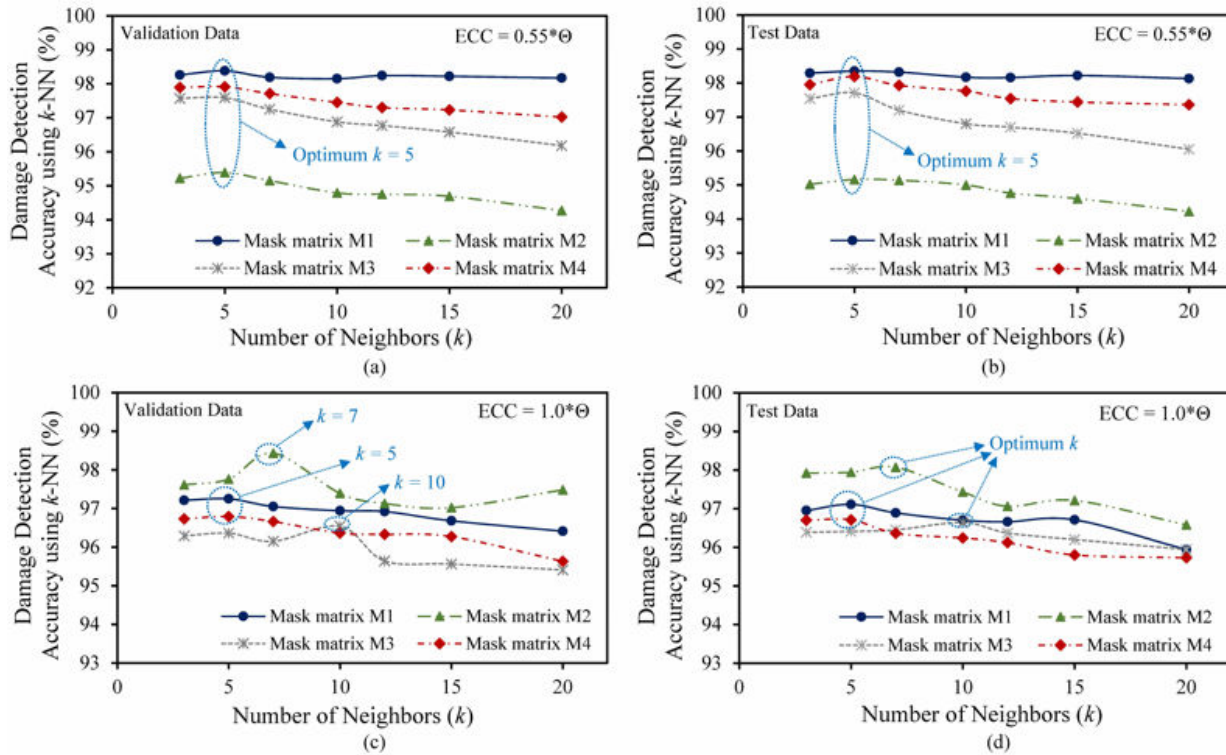 Damage Detection
Accuracy using k-NN (%)
100
99
98
97
96
95
94
93
92
Validation Data
ECC = 0.55*Θ
Optimum k = 5
Mask matrix M1
Mask matrix M2
Mask matrix M3
Mask matrix M4
0 5 10 15 20
Number of Neighbors (k)
(a)
Damage Detection
Accuracy using k-NN (%)
100
99
98
97
96
95
94
93
92
Test Data
ECC = 0.55*Θ
Optimum k = 5
Mask matrix M1
Mask matrix M2
Mask matrix M3
Mask matrix M4
0 5 10 15 20
Number of Neighbors (k)
(b)
Damage Detection
Accuracy using k-NN (%)
100
99
98
97
96
95
94
93
Validation Data
ECC = 1.0*Θ
k = 7
k = 5
k = 10
Mask matrix M1
Mask matrix M2
Mask matrix M3
Mask matrix M4
0 5 10 15 20
Number of Neighbors (k)
(c)
Damage Detection
Accuracy using k-NN (%)
100
99
98
97
96
95
94
93
Test Data
ECC = 1.0*Θ
Optimum k
Mask matrix M1
Mask matrix M2
Mask matrix M3
Mask matrix M4
0 5 10 15 20
Number of Neighbors (k)
(d)